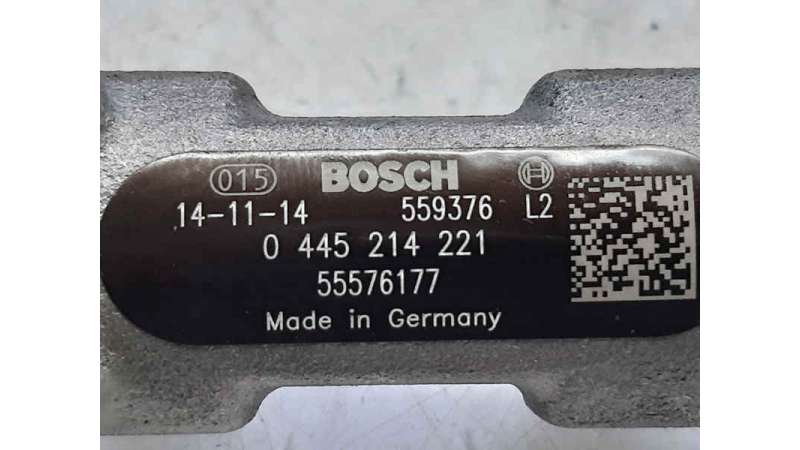 015 BOSCH
14-11-14 559376 L2
0 445 214 221
55576177
Made in Germany